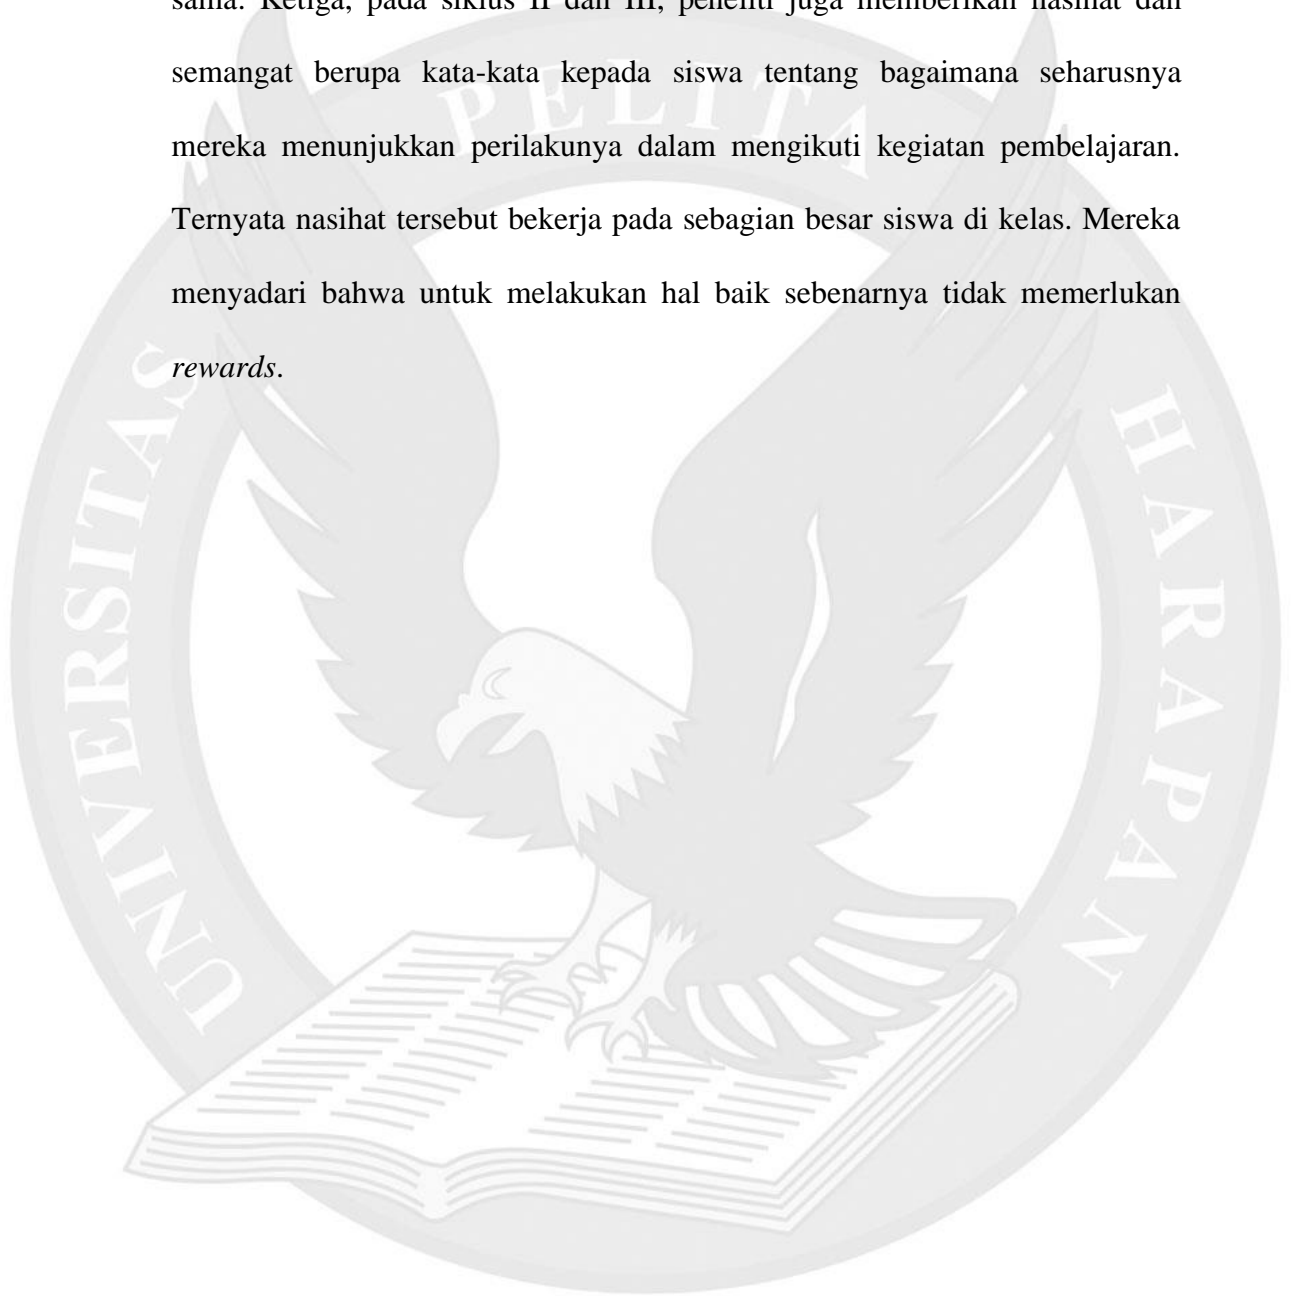 sama. Ketiga, pada siklus II dan III, peneliti juga memberikan nasihat dan
semangat berupa kata-kata kepada siswa tentang bagaimana seharusnya
mereka menunjukkan perilakunya dalam mengikuti kegiatan pembelajaran.
Ternyata nasihat tersebut bekerja pada sebagian besar siswa di kelas. Mereka
menyadari bahwa untuk melakukan hal baik sebenarnya tidak memerlukan
rewards.
UNIVERSITAS PELITA HARAPAN